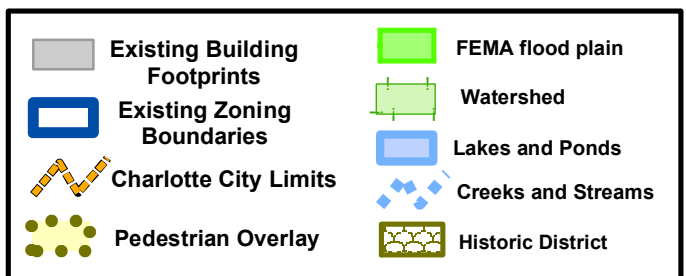 Existing Building
Footprints
Existing Zoning
Boundaries
Charlotte City Limits
Pedestrian Overlay
FEMA flood plain
Watershed
Lakes and Ponds
Creeks and Streams
Historic District